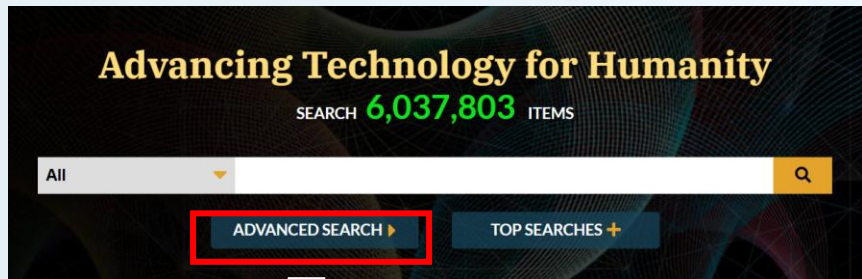 Advancing Technology for Humanity
SEARCH 6,037,803 ITEMS
All
ADVANCED SEARCH TOP SEARCHES +